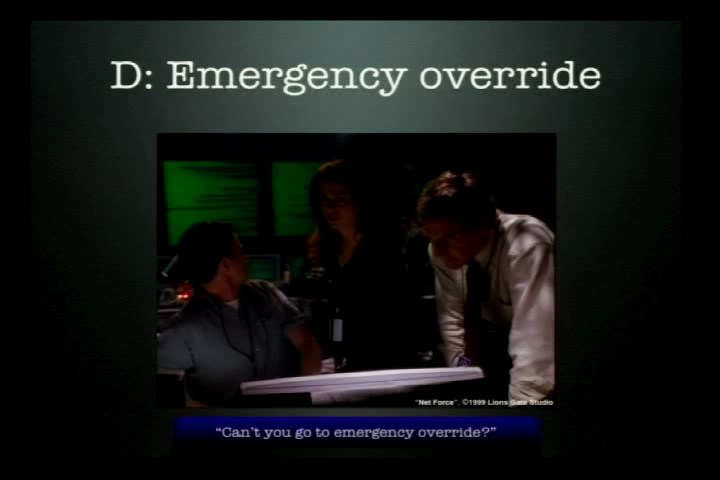 D: Emergency override
"Net Force". ©1999 Lions Gate Studio
"Can't you go to emergency override?"